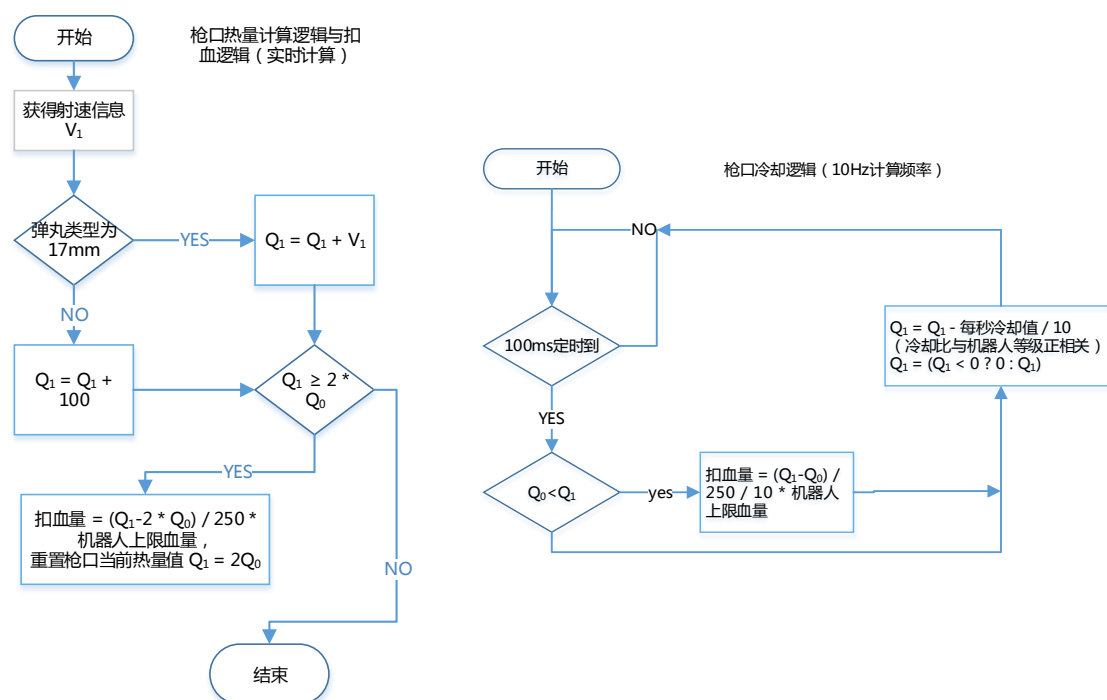 开始
枪口热量计算逻辑与扣
血逻辑（实时计算）
获得射速信息
V₁
弹丸类型为
17mm
YES
Q₁ = Q₁ + V₁
NO
Q₁ = Q₁ +
100
Q₁ ≥ 2 *
Q₀
YES
扣血量 = (Q₁-2 * Q₀) / 250 *
机器人上限血量，
重置枪口当前热量值 Q₁ = 2Q₀
NO
结束
开始
枪口冷却逻辑（10Hz计算频率）
NO
100ms定时到
YES
Q₀<Q₁
yes
扣血量 = (Q₁-Q₀) /
250 / 10 * 机器人
上限血量
Q₁ = Q₁ - 每秒冷却值 / 10
（冷却比与机器人等级正相关）
Q₁ = (Q₁ < 0 ? 0 : Q₁)